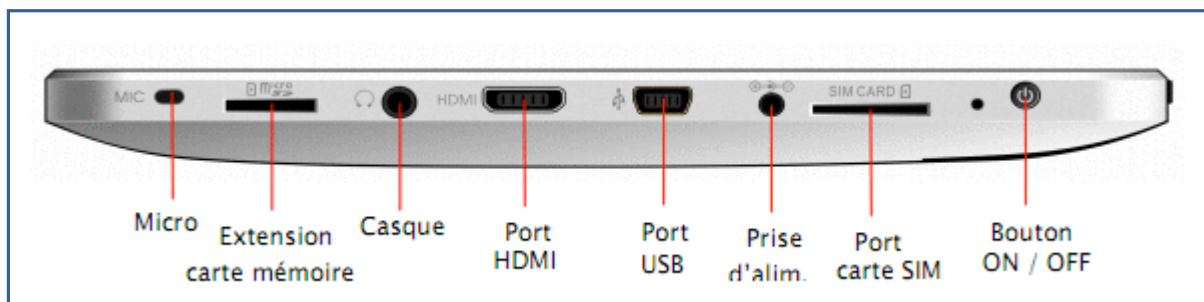 MIC
micro
SD
HDMI
SIM CARD
Micro
Extension
carte mémoire
Casque
Port
HDMI
Port
USB
Prise
d'alim.
Port
carte SIM
Bouton
ON / OFF